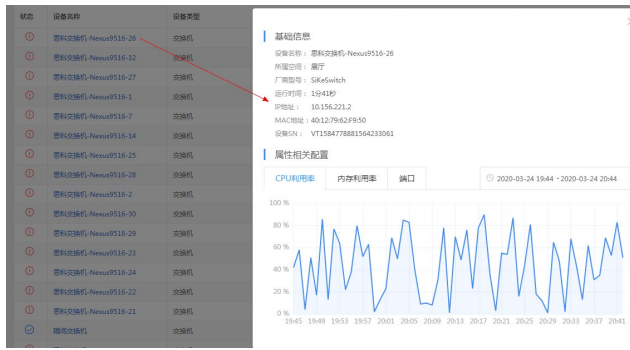 状态 设备名称 设备类型
思科交换机-Nexus9516-26 交换机
思科交换机-Nexus9516-32 交换机
思科交换机-Nexus9516-27 交换机
思科交换机-Nexus9516-1 交换机
思科交换机-Nexus9516-7 交换机
思科交换机-Nexus9516-14 交换机
思科交换机-Nexus9516-25 交换机
思科交换机-Nexus9516-28 交换机
思科交换机-Nexus9516-2 交换机
思科交换机-Nexus9516-30 交换机
思科交换机-Nexus9516-29 交换机
思科交换机-Nexus9516-23 交换机
思科交换机-Nexus9516-24 交换机
思科交换机-Nexus9516-22 交换机
思科交换机-Nexus9516-21 交换机
交换机
基础信息
设备名称： 思科交换机-Nexus9516-26
所属空间： 展厅
厂商型号： SiKeSwitch
运行时间： 1分41秒
IP地址： 10.156.221.2
MAC地址：40:12:79:62:F9:50
设备SN： VT1584778881564233061
属性相关配置
CPU利用率 内存利用率 端口 2020-03-24 19:44 - 2020-03-24 20:44
100 %
80 %
60 %
40 %
20 %
0 %
19:45 19:49 19:53 19:57 20:01 20:05 20:09 20:13 20:17 20:21 20:25 20:29 20:33 20:37 20:41